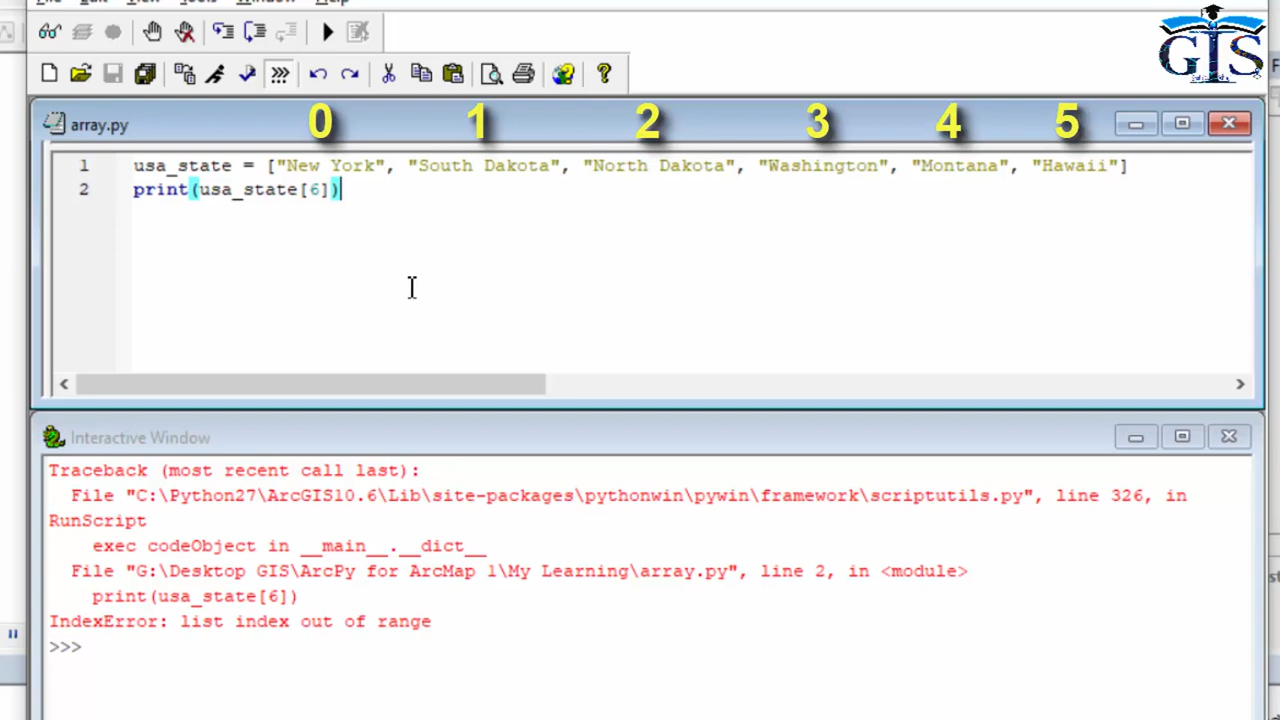 GIS
0 1 2 3 4 5
array.py
1 usa_state = ["New York", "South Dakota", "North Dakota", "Washington", "Montana", "Hawaii"]
2 print(usa_state[6])
Interactive Window
Traceback (most recent call last):
File "C:\Python27\ArcGIS10.6\Lib\site-packages\pythonwin\pywin\framework\scriptutils.py", line 326, in
RunScript
exec codeObject in __main__.__dict__
File "G:\Desktop GIS\ArcPy for ArcMap 1\My Learning\array.py", line 2, in <module>
print(usa_state[6])
IndexError: list index out of range
>>>